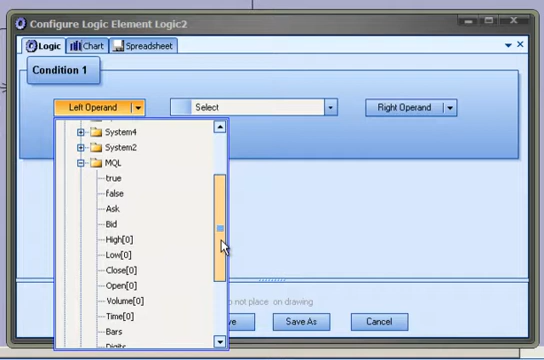 Configure Logic Element Logic2
Logic Chart Spreadsheet
Condition 1
Left Operand Select Right Operand
System4
System2
MQL
true
false
Ask
Bid
High[0]
Low[0]
Close[0]
Open[0]
Volume[0]
Time[0]
Bars
Digits
not place on drawing
Save As Cancel